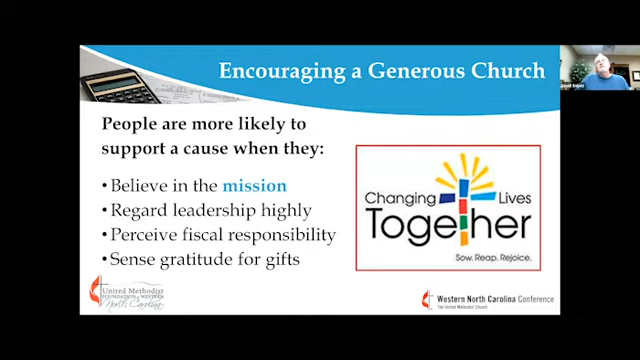 Encouraging a Generous Church
People are more likely to
support a cause when they:
• Believe in the mission
• Regard leadership highly
• Perceive fiscal responsibility
• Sense gratitude for gifts
Changing Lives
Together
Sow. Reap. Rejoice.
United Methodist
FOUNDATION OF WESTERN
North Carolina
Western North Carolina Conference
The United Methodist Church